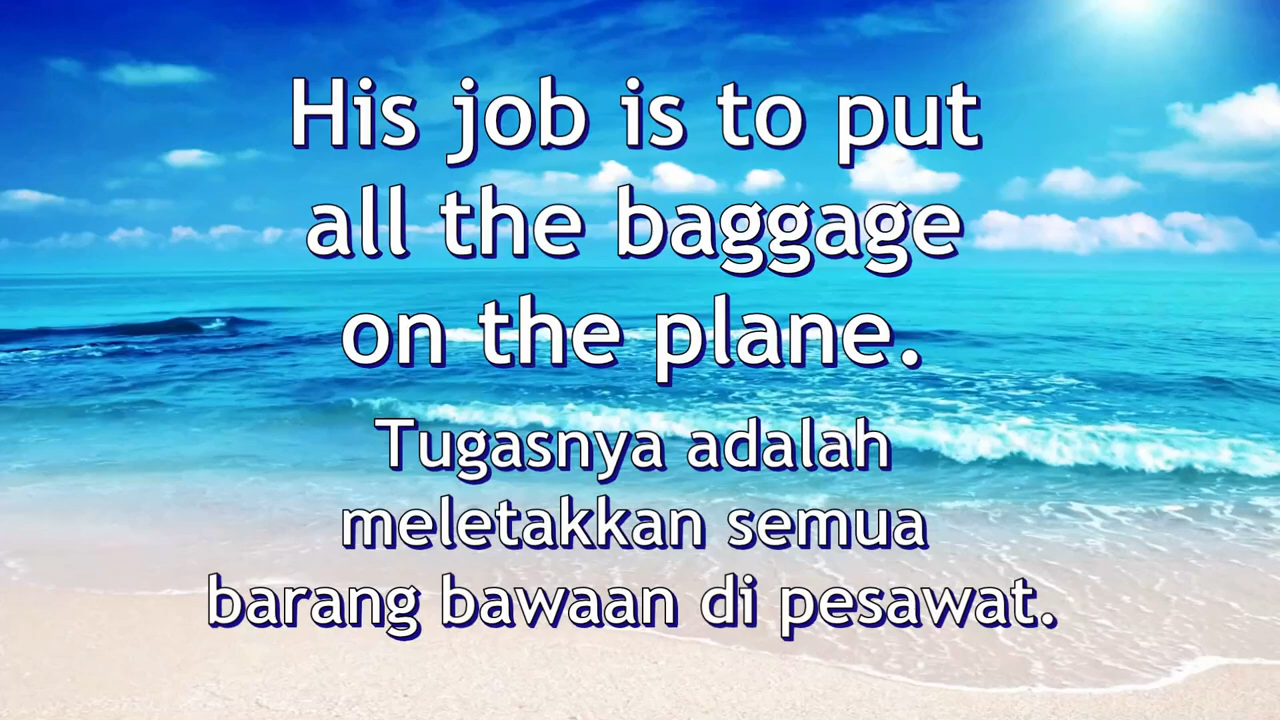 His job is to put
all the baggage
on the plane.
Tugasnya adalah
meletakkan semua
barang bawaan di pesawat.